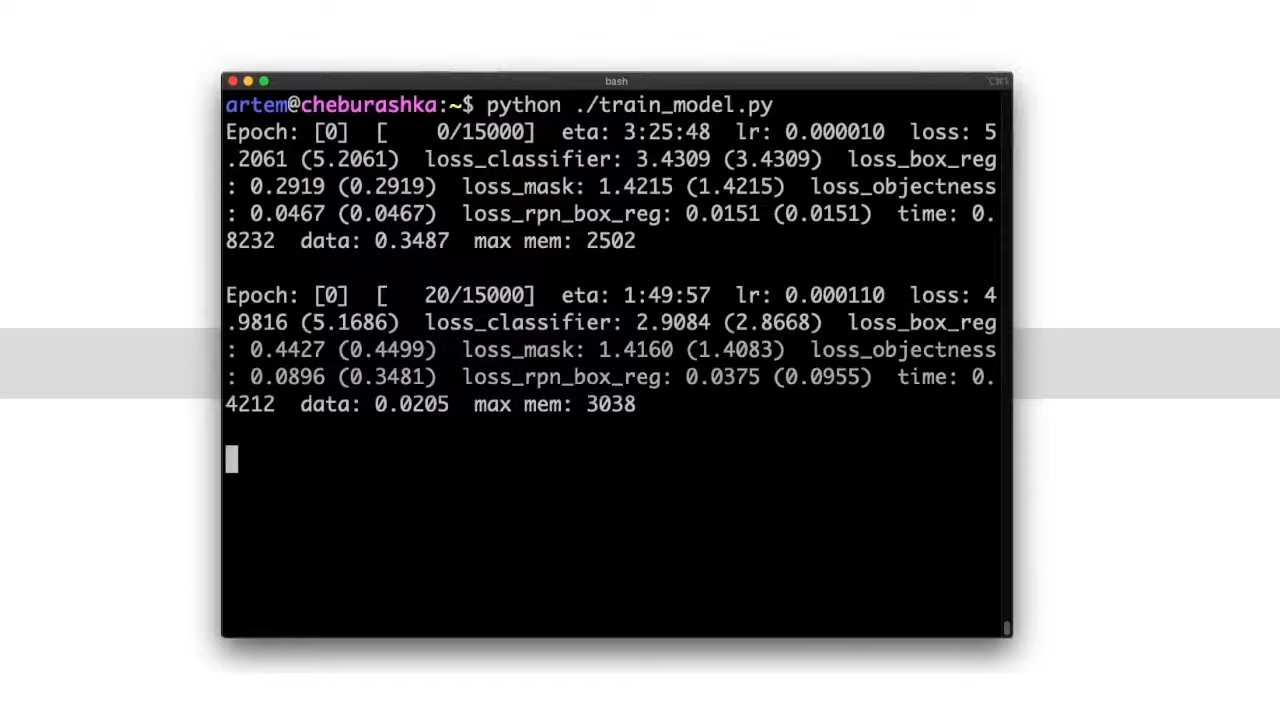 bash
artem@cheburashka:~$ python ./train_model.py
Epoch: [0]  [    0/15000]  eta: 3:25:48  lr: 0.000010  loss: 5
.2061 (5.2061)  loss_classifier: 3.4309 (3.4309)  loss_box_reg
: 0.2919 (0.2919)  loss_mask: 1.4215 (1.4215)  loss_objectness
: 0.0467 (0.0467)  loss_rpn_box_reg: 0.0151 (0.0151)  time: 0.
8232  data: 0.3487  max mem: 2502
Epoch: [0]  [   20/15000]  eta: 1:49:57  lr: 0.000110  loss: 4
.9816 (5.1686)  loss_classifier: 2.9084 (2.8668)  loss_box_reg
: 0.4427 (0.4499)  loss_mask: 1.4160 (1.4083)  loss_objectness
: 0.0896 (0.3481)  loss_rpn_box_reg: 0.0375 (0.0955)  time: 0.
4212  data: 0.0205  max mem: 3038